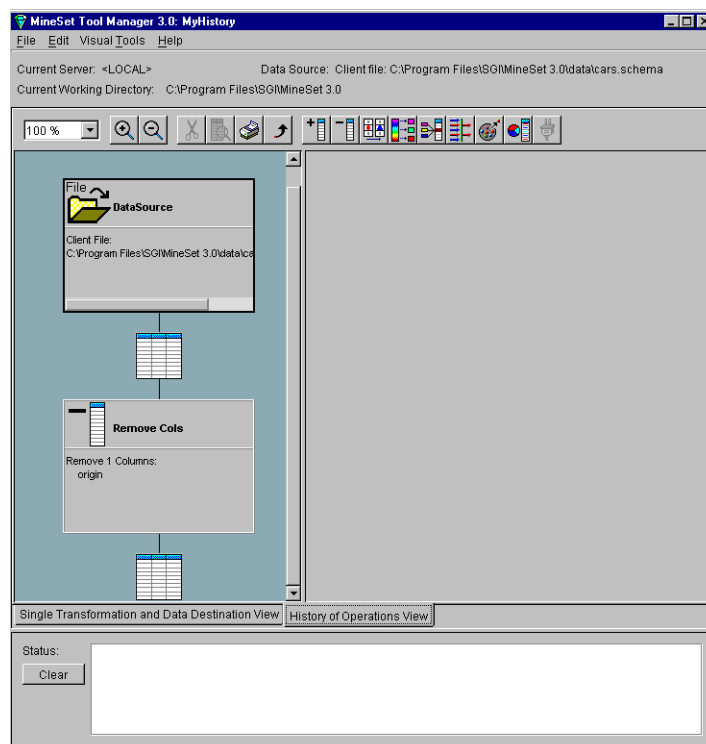 MineSet Tool Manager 3.0: MyHistory
File Edit Visual Tools Help
Current Server: <LOCAL> Data Source: Client file: C:\Program Files\SGI\MineSet 3.0\data\cars.schema
Current Working Directory: C:\Program Files\SGI\MineSet 3.0
100 %
File
DataSource
Client File:
C:\Program Files\SGI\MineSet 3.0\data\ca
Remove Cols
Remove 1 Columns:
origin
Single Transformation and Data Destination View History of Operations View
Status:
Clear